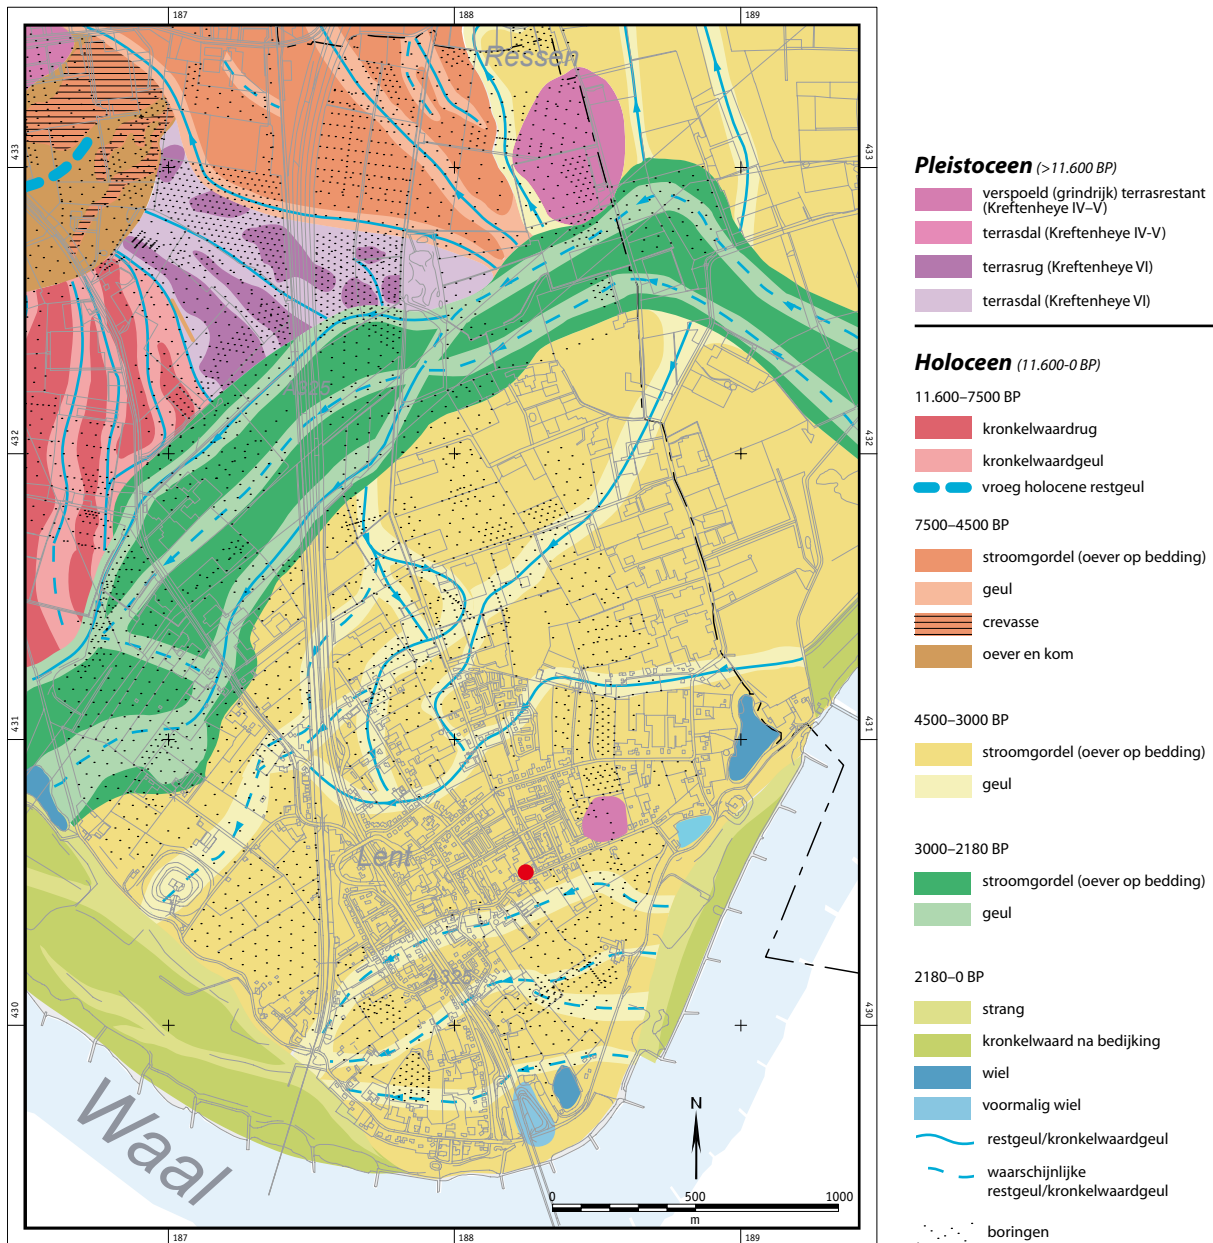 187
188
189
433
433
432
432
431
431
430
430
187
188
189
Ressen
A325
Lent
A325
Waal
N
0
500
1000
m
Pleistoceen (>11.600 BP)
verspoeld (grindrijk) terrasrestant
(Kreftenheye IV–V)
terrasdal (Kreftenheye IV-V)
terrasrug (Kreftenheye VI)
terrasdal (Kreftenheye VI)
Holoceen (11.600-0 BP)
11.600–7500 BP
kronkelwaardrug
kronkelwaardgeul
vroeg holocene restgeul
7500–4500 BP
stroomgordel (oever op bedding)
geul
crevasse
oever en kom
4500–3000 BP
stroomgordel (oever op bedding)
geul
3000–2180 BP
stroomgordel (oever op bedding)
geul
2180–0 BP
strang
kronkelwaard na bedijking
wiel
voormalig wiel
restgeul/kronkelwaardgeul
waarschijnlijke
restgeul/kronkelwaardgeul
boringen